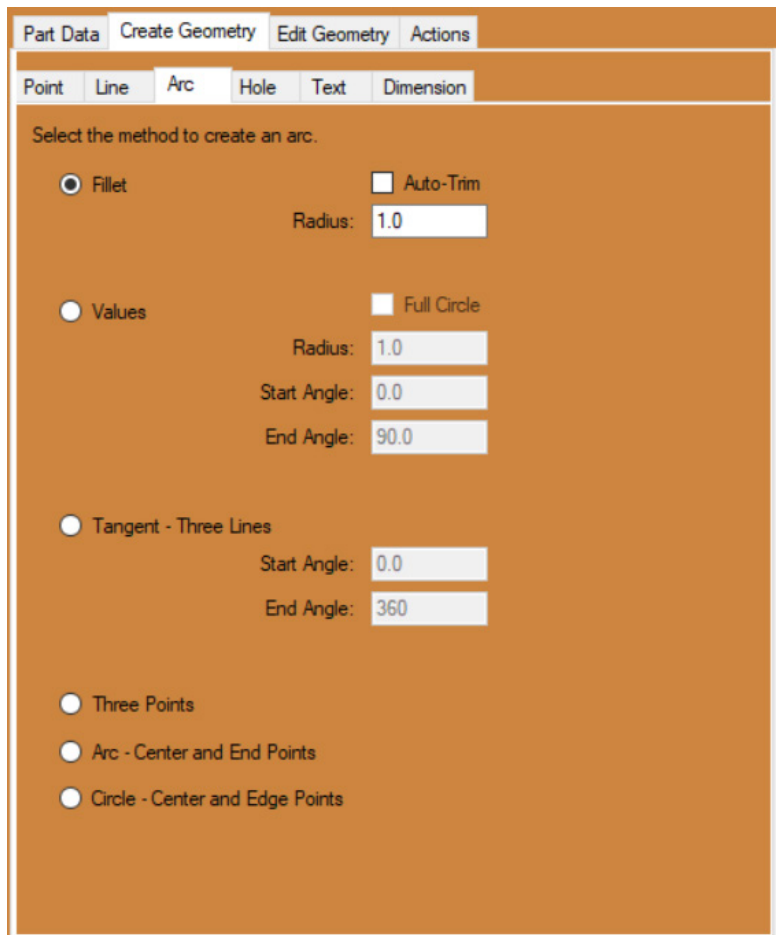 Part Data Create Geometry Edit Geometry Actions
Point Line Arc Hole Text Dimension
Select the method to create an arc.
Fillet Auto-Trim
Radius: 1.0
Values Full Circle
Radius: 1.0
Start Angle: 0.0
End Angle: 90.0
Tangent - Three Lines
Start Angle: 0.0
End Angle: 360
Three Points
Arc - Center and End Points
Circle - Center and Edge Points